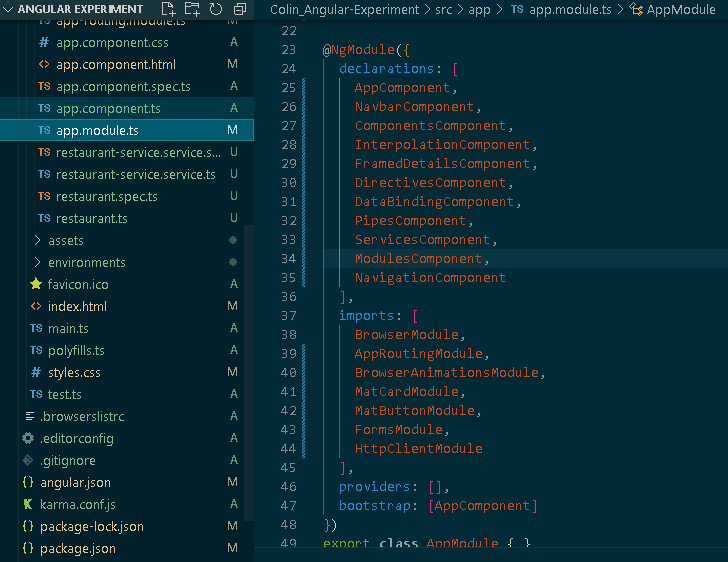 ANGULAR EXPERIMENT
app-routing.module.ts M
# app.component.css A
<> app.component.html M
TS app.component.spec.ts A
TS app.component.ts A
TS app.module.ts M
TS restaurant-service.service.s... U
TS restaurant-service.service.ts U
TS restaurant.spec.ts U
TS restaurant.ts U
> assets
> environments
favicon.ico A
<> index.html M
TS main.ts A
TS polyfills.ts A
# styles.css M
TS test.ts A
.browserslistrc A
.editorconfig A
.gitignore A
{} angular.json M
K karma.conf.js A
{} package-lock.json M
{} package.json M
Colin_Angular-Experiment > src > app > TS app.module.ts > AppModule
22
23 @NgModule({
24 declarations: [
25 AppComponent,
26 NavbarComponent,
27 ComponentsComponent,
28 InterpolationComponent,
29 FramedDetailsComponent,
30 DirectivesComponent,
31 DataBindingComponent,
32 PipesComponent,
33 ServicesComponent,
34 ModulesComponent,
35 NavigationComponent
36 ],
37 imports: [
38 BrowserModule,
39 AppRoutingModule,
40 BrowserAnimationsModule,
41 MatCardModule,
42 MatButtonModule,
43 FormsModule,
44 HttpClientModule
45 ],
46 providers: [],
47 bootstrap: [AppComponent]
48 })
49 export class AppModule { }